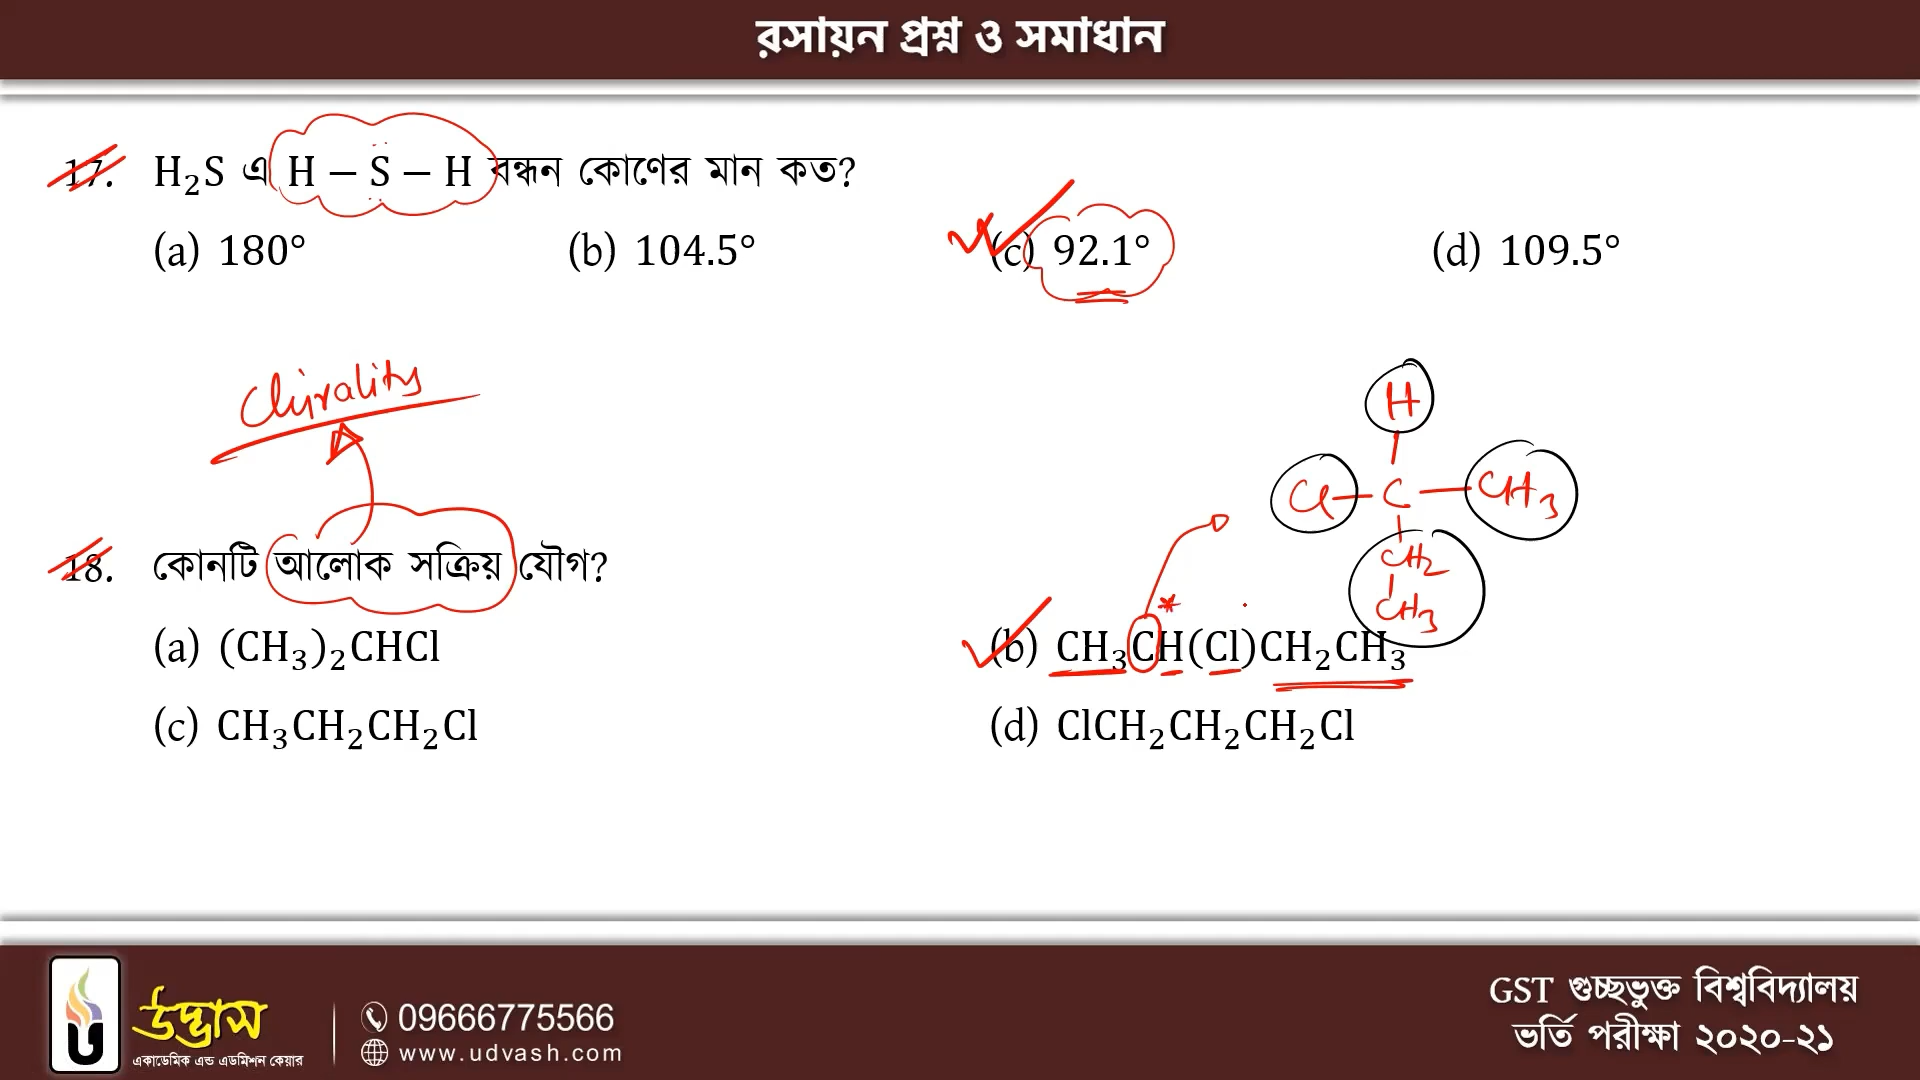 রসায়ন প্রশ্ন ও সমাধান
17. H₂S এ H – S – H বন্ধন কোণের মান কত?
(a) 180° (b) 104.5° (c) 92.1° (d) 109.5°
Chirality
H
Cl – C – CH₃
CH₂
CH₃
18. কোনটি আলোক সক্রিয় যৌগ?
*
(a) (CH₃)₂CHCl (b) CH₃CH(Cl)CH₂CH₃
(c) CH₃CH₂CH₂Cl (d) ClCH₂CH₂CH₂Cl
U উদ্ভাস
একাডেমিক এন্ড এডমিশন কেয়ার
09666775566
www.udvash.com
GST গুচ্ছভুক্ত বিশ্ববিদ্যালয়
ভর্তি পরীক্ষা ২০২০-২১